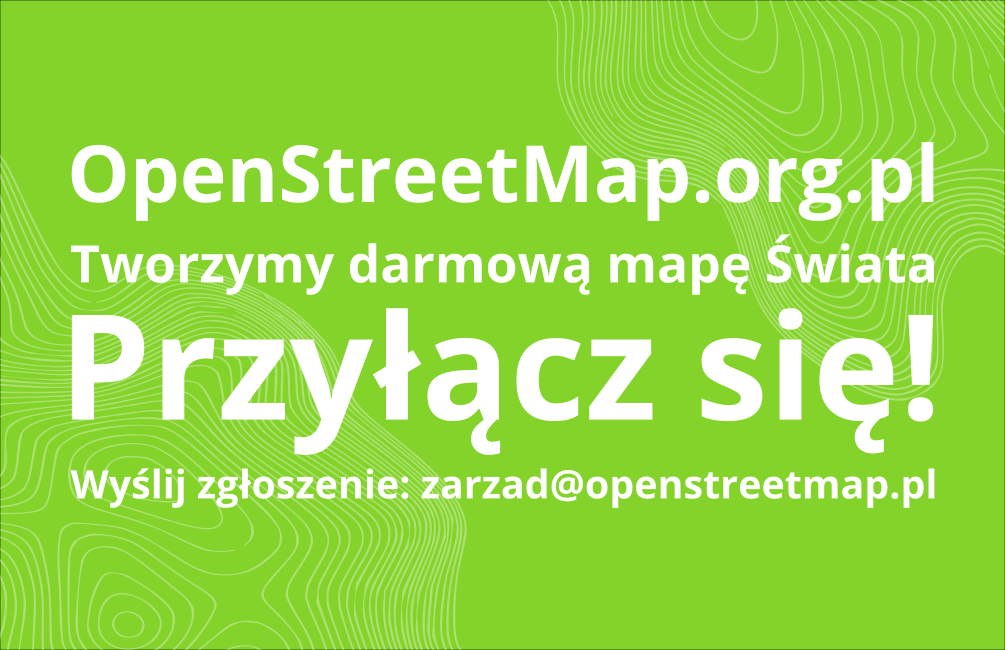 OpenStreetMap.org.pl
Tworzymy darmową mapę Świata
Przyłącz się!
Wyślij zgłoszenie: zarzad@openstreetmap.pl